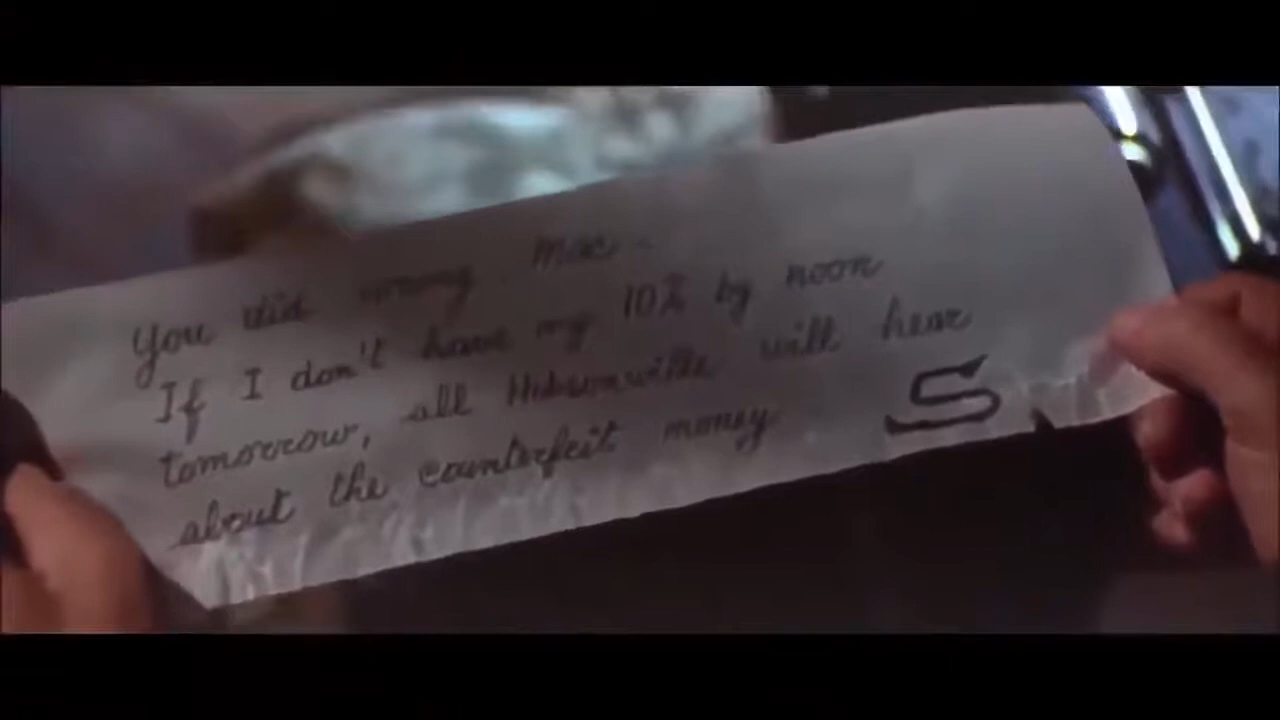 You did wrong Mac -
If I don't have my 10% by noon
tomorrow, all Hobsonville will hear
about the counterfeit money S